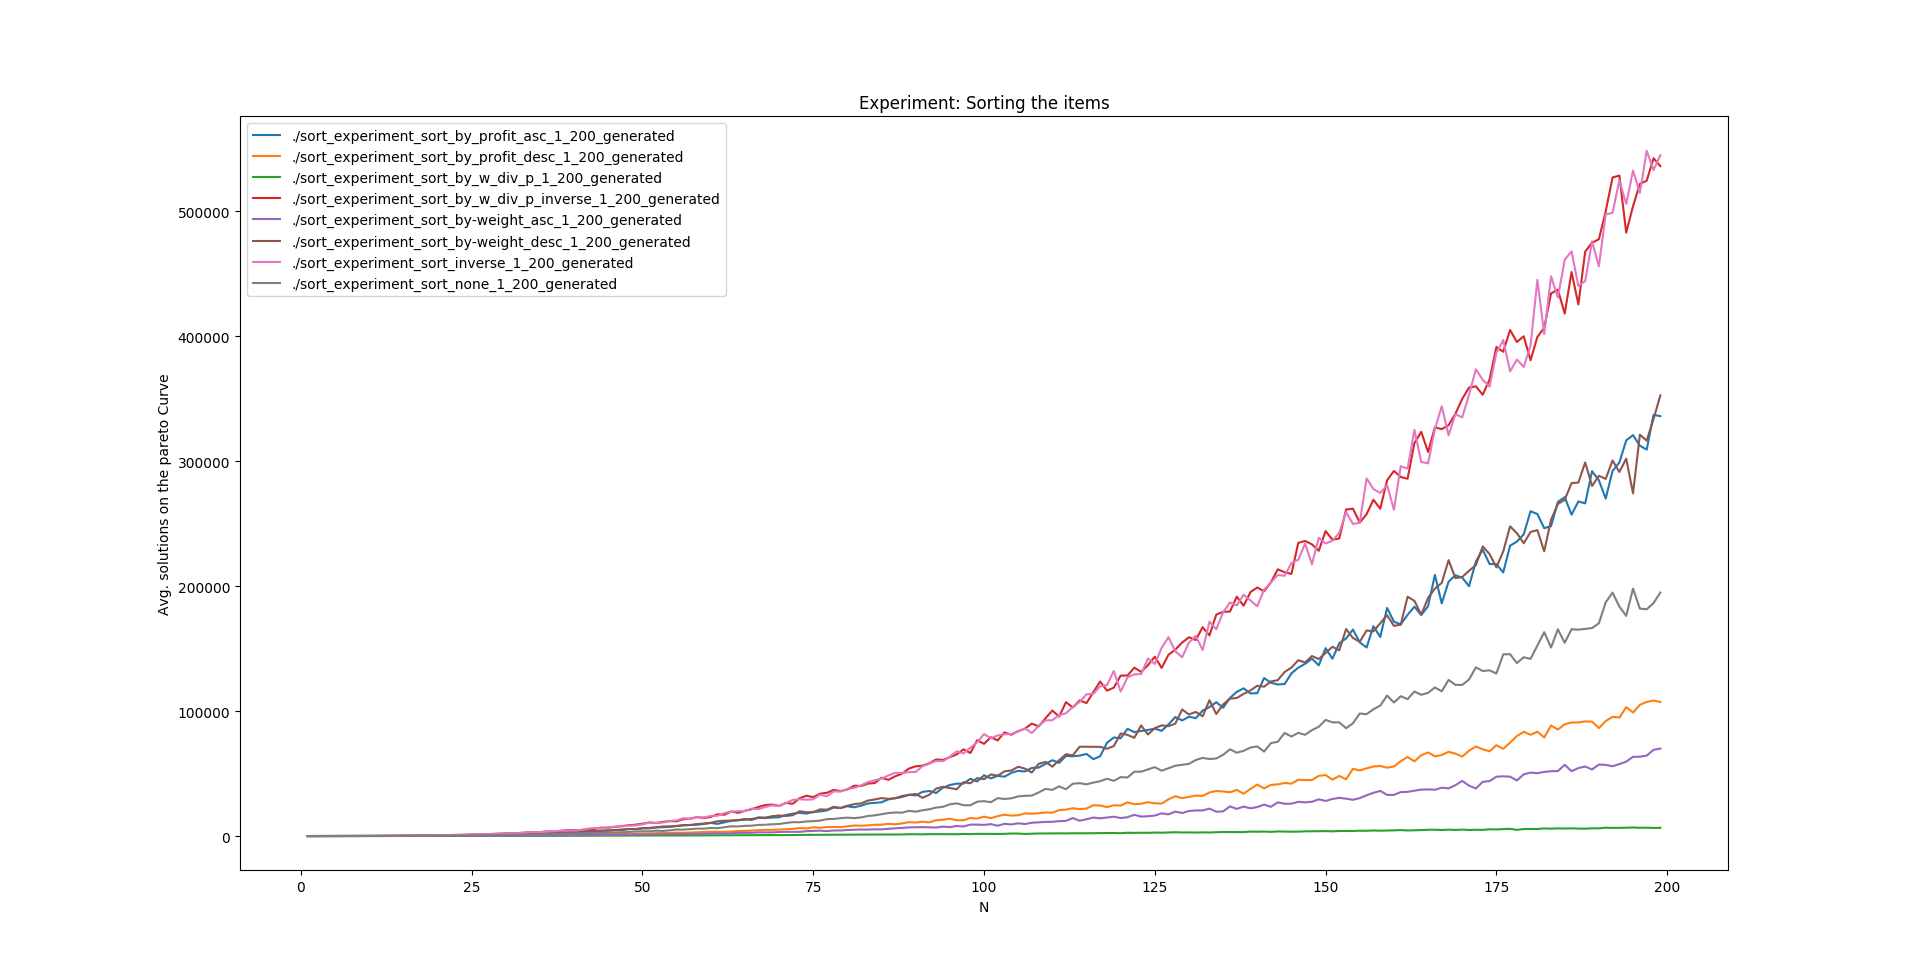 Experiment: Sorting the items
./sort_experiment_sort_by_profit_asc_1_200_generated
./sort_experiment_sort_by_profit_desc_1_200_generated
./sort_experiment_sort_by_w_div_p_1_200_generated
./sort_experiment_sort_by_w_div_p_inverse_1_200_generated
./sort_experiment_sort_by-weight_asc_1_200_generated
./sort_experiment_sort_by-weight_desc_1_200_generated
./sort_experiment_sort_inverse_1_200_generated
./sort_experiment_sort_none_1_200_generated
Avg. solutions on the pareto Curve
500000
400000
300000
200000
100000
0
0 25 50 75 100 125 150 175 200
N